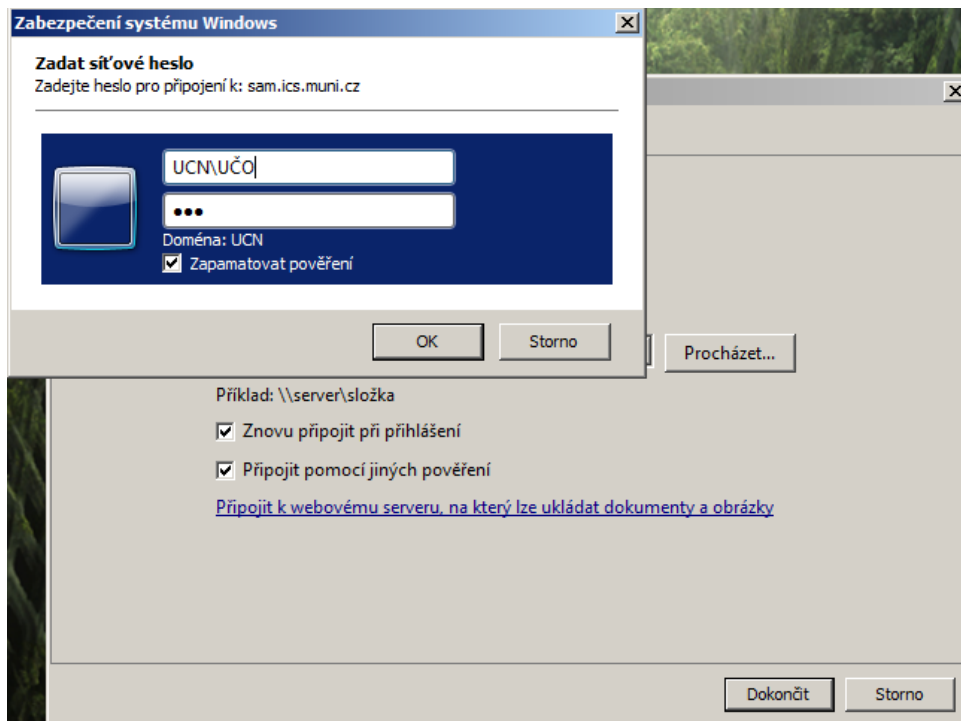 Zabezpečení systému Windows
Zadat síťové heslo
Zadejte heslo pro připojení k: sam.ics.muni.cz
UCN\UČO
•••
Doména: UCN
Zapamatovat pověření
OK
Storno
Procházet...
Příklad: \\server\složka
Znovu připojit při přihlášení
Připojit pomocí jiných pověření
Připojit k webovému serveru, na který lze ukládat dokumenty a obrázky
Dokončit
Storno